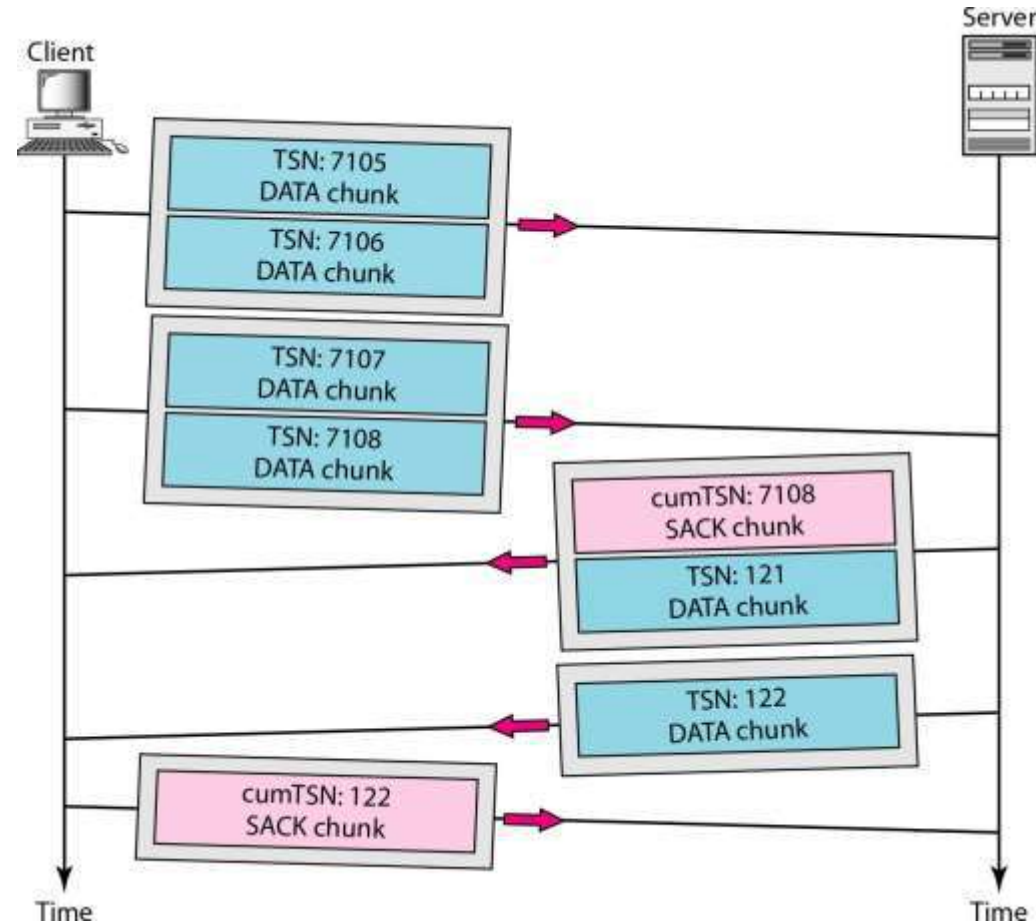 Server
Client
TSN: 7105
DATA chunk
TSN: 7106
DATA chunk
TSN: 7107
DATA chunk
TSN: 7108
DATA chunk
cumTSN: 7108
SACK chunk
TSN: 121
DATA chunk
TSN: 122
DATA chunk
cumTSN: 122
SACK chunk
Time
Time